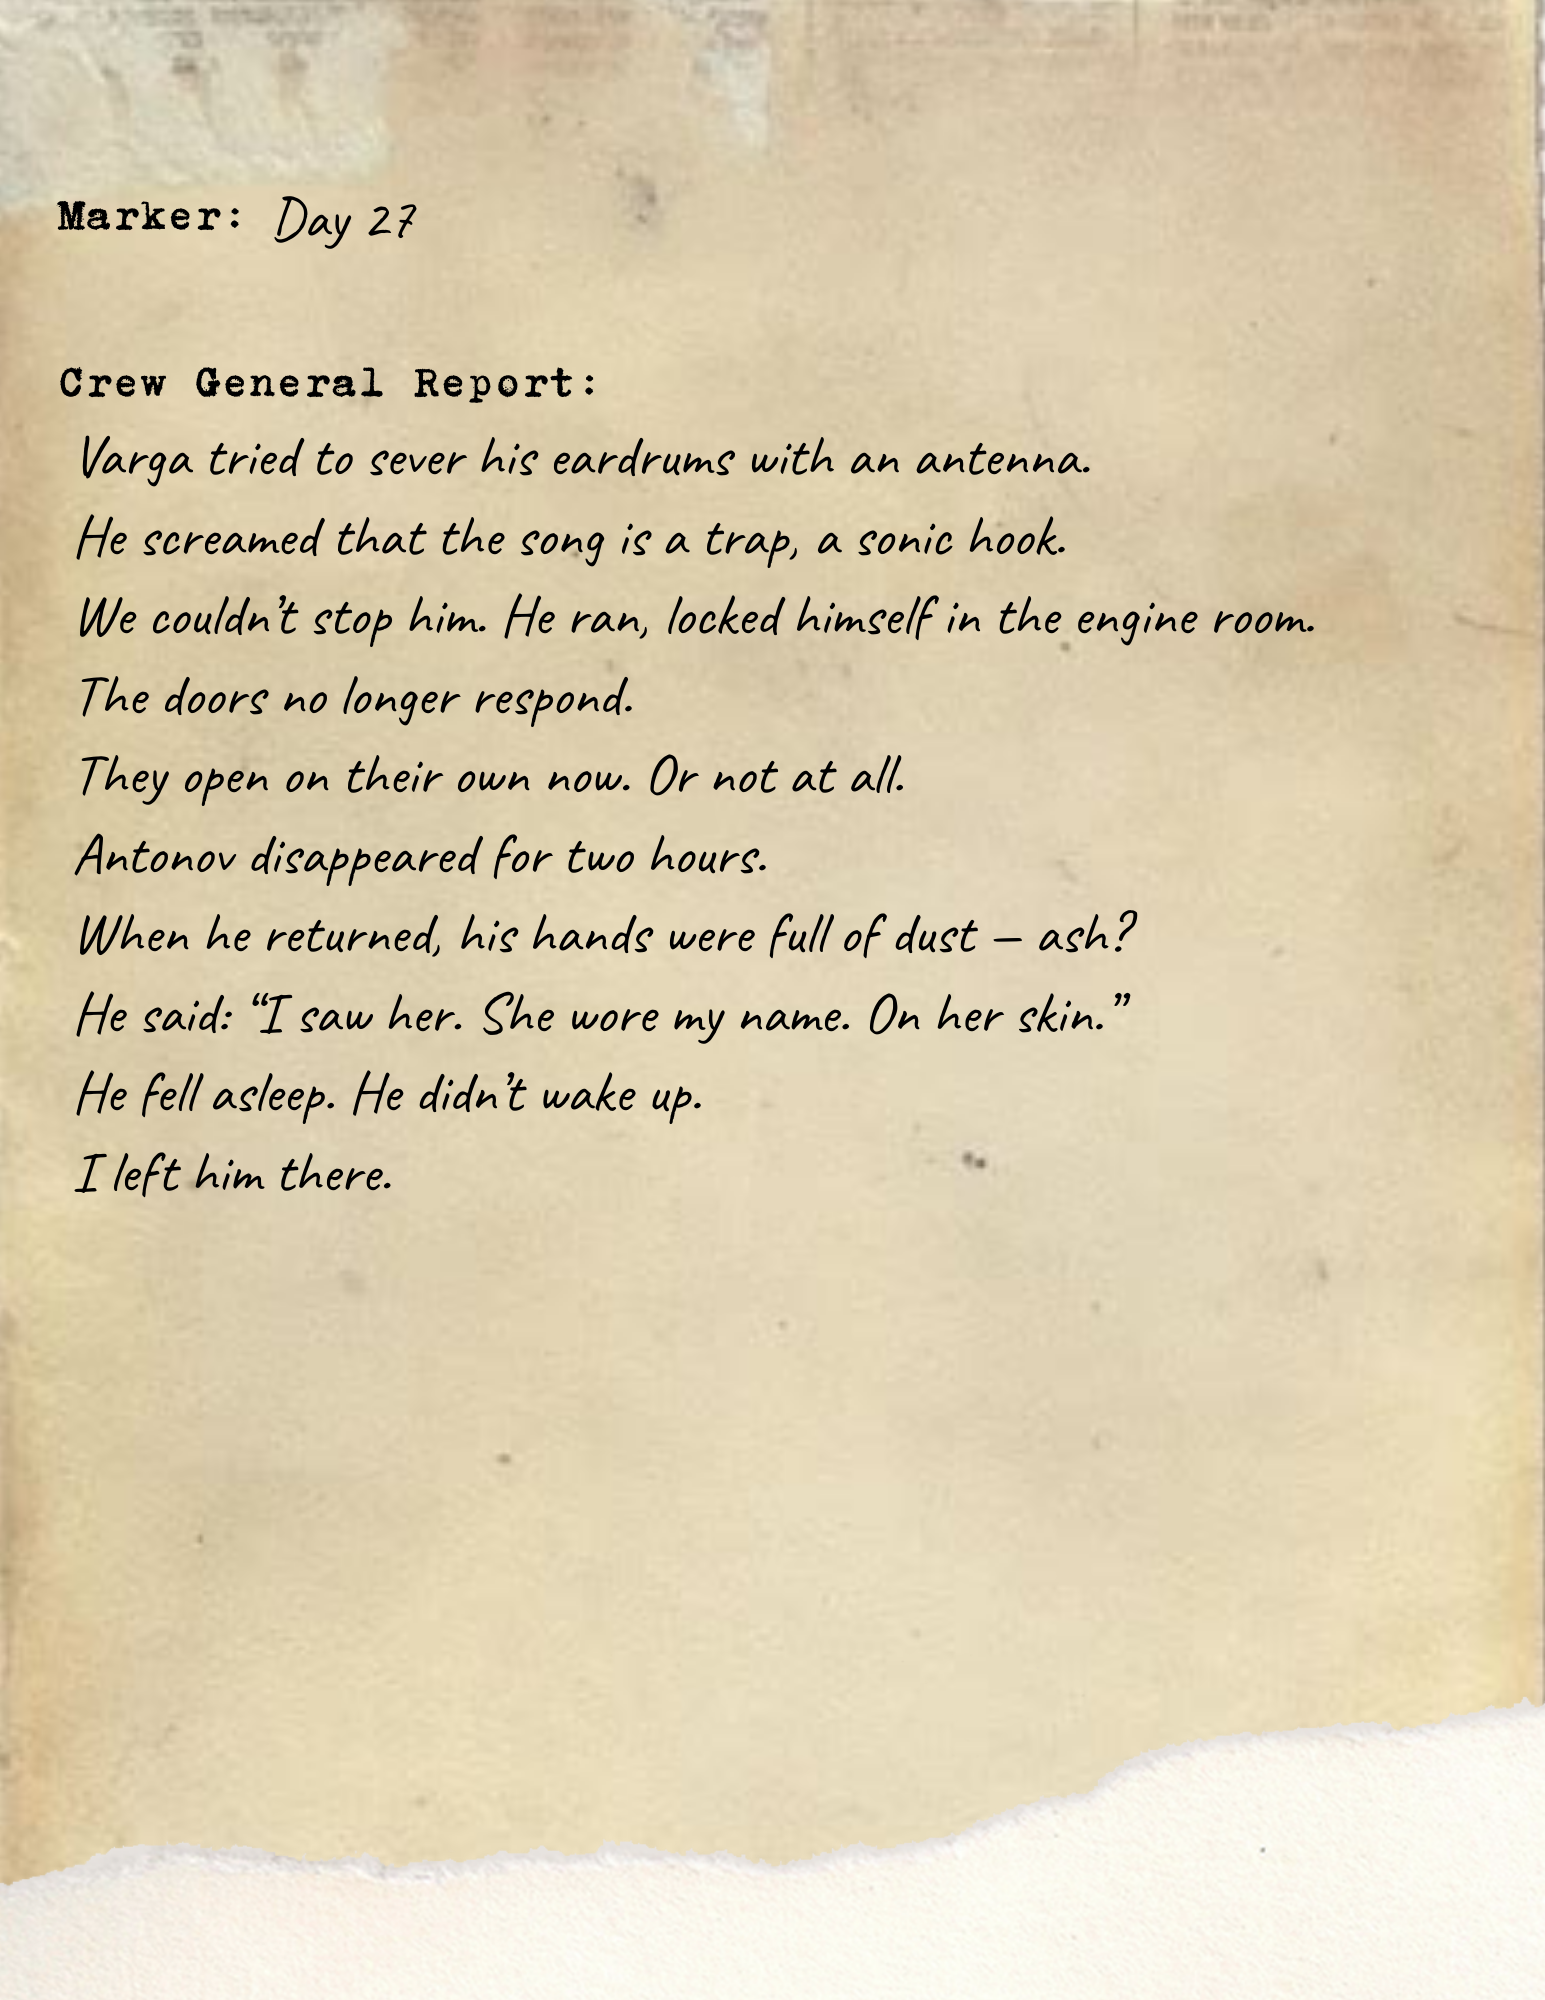 Marker: Day 27
Crew General Report:
Varga tried to sever his eardrums with an antenna.
He screamed that the song is a trap, a sonic hook.
We couldn’t stop him. He ran, locked himself in the engine room.
The doors no longer respond.
They open on their own now. Or not at all.
Antonov disappeared for two hours.
When he returned, his hands were full of dust – ash?
He said: “I saw her. She wore my name. On her skin.”
He fell asleep. He didn’t wake up.
I left him there.